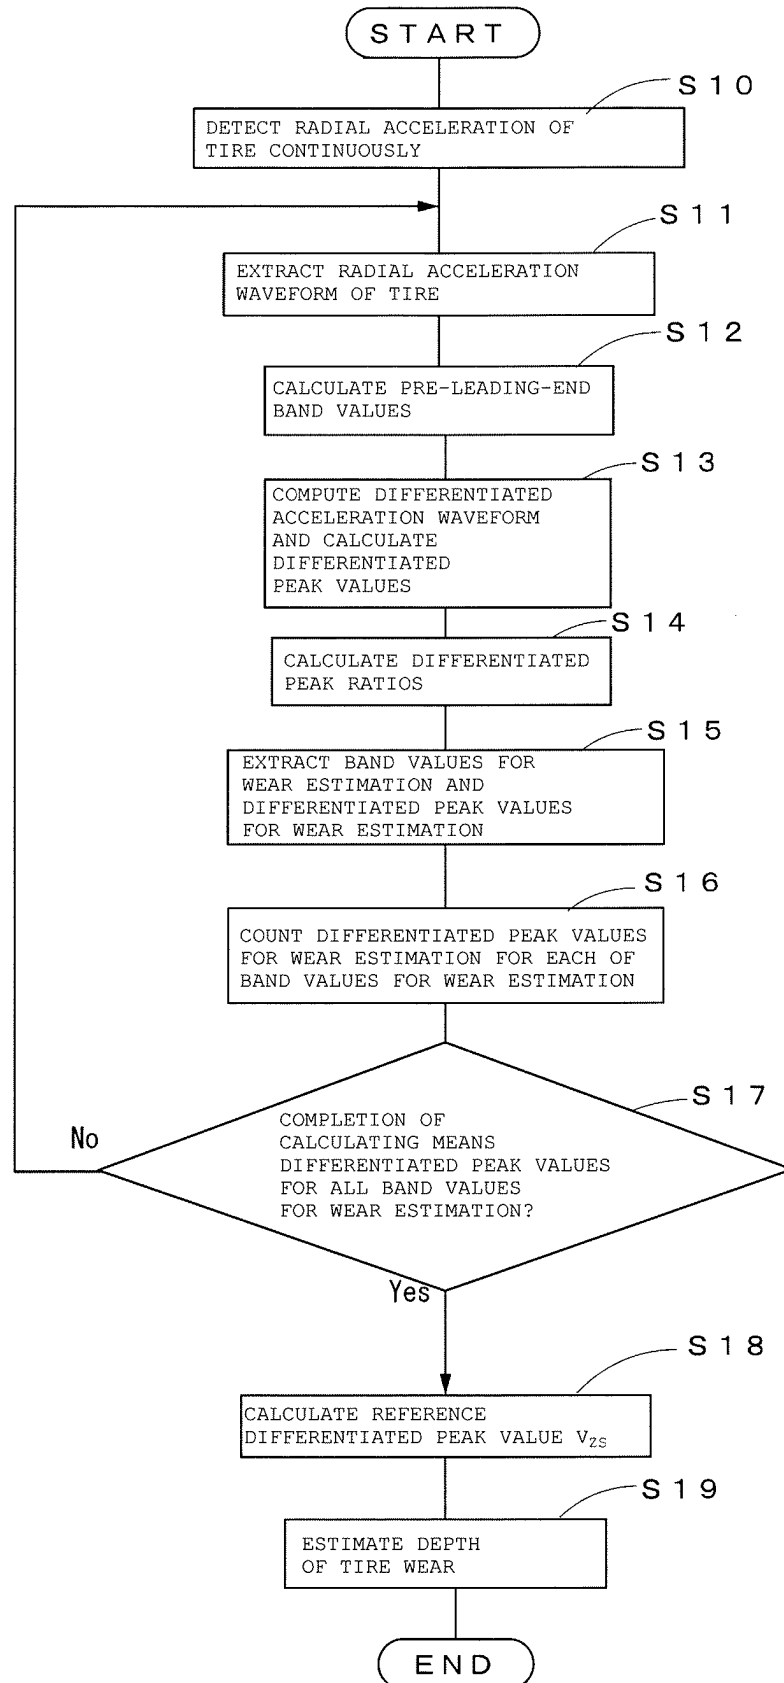 START
S10
DETECT RADIAL ACCELERATION OF
TIRE CONTINUOUSLY
S11
EXTRACT RADIAL ACCELERATION
WAVEFORM OF TIRE
S12
CALCULATE PRE-LEADING-END
BAND VALUES
S13
COMPUTE DIFFERENTIATED
ACCELERATION WAVEFORM
AND CALCULATE
DIFFERENTIATED
PEAK VALUES
S14
CALCULATE DIFFERENTIATED
PEAK RATIOS
S15
EXTRACT BAND VALUES FOR
WEAR ESTIMATION AND
DIFFERENTIATED PEAK VALUES
FOR WEAR ESTIMATION
S16
COUNT DIFFERENTIATED PEAK VALUES
FOR WEAR ESTIMATION FOR EACH OF
BAND VALUES FOR WEAR ESTIMATION
S17
No
COMPLETION OF
CALCULATING MEANS
DIFFERENTIATED PEAK VALUES
FOR ALL BAND VALUES
FOR WEAR ESTIMATION?
Yes
S18
CALCULATE REFERENCE
DIFFERENTIATED PEAK VALUE VZS
S19
ESTIMATE DEPTH
OF TIRE WEAR
END